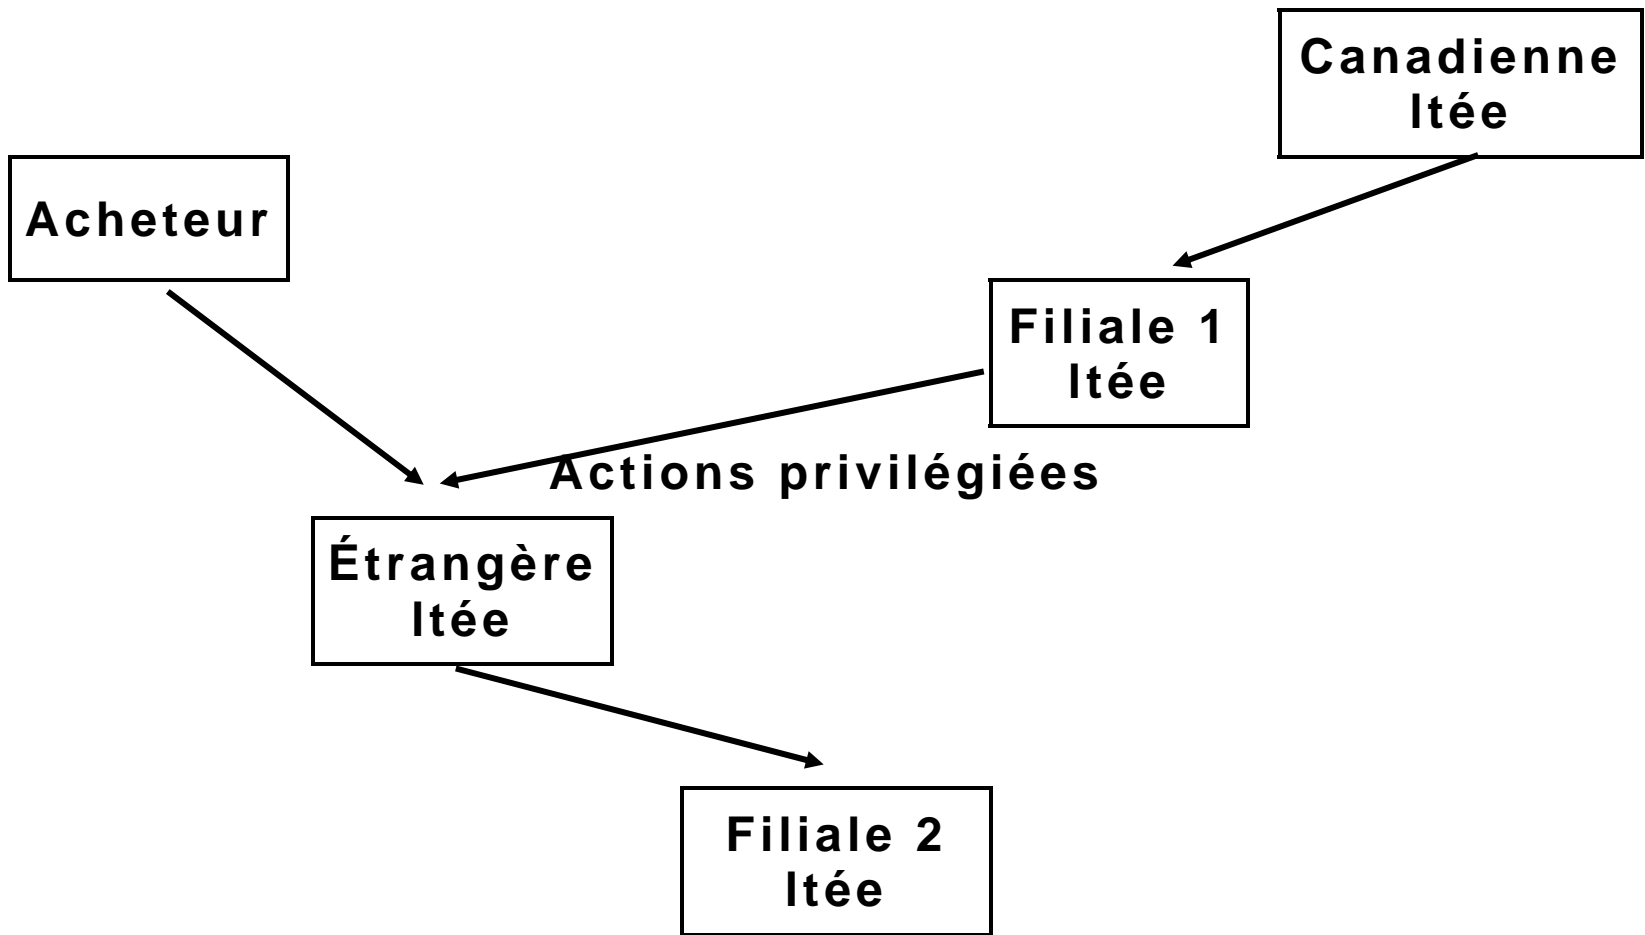 Canadienne
ltée
Acheteur
Filiale 1
ltée
Actions privilégiées
Étrangère
ltée
Filiale 2
ltée